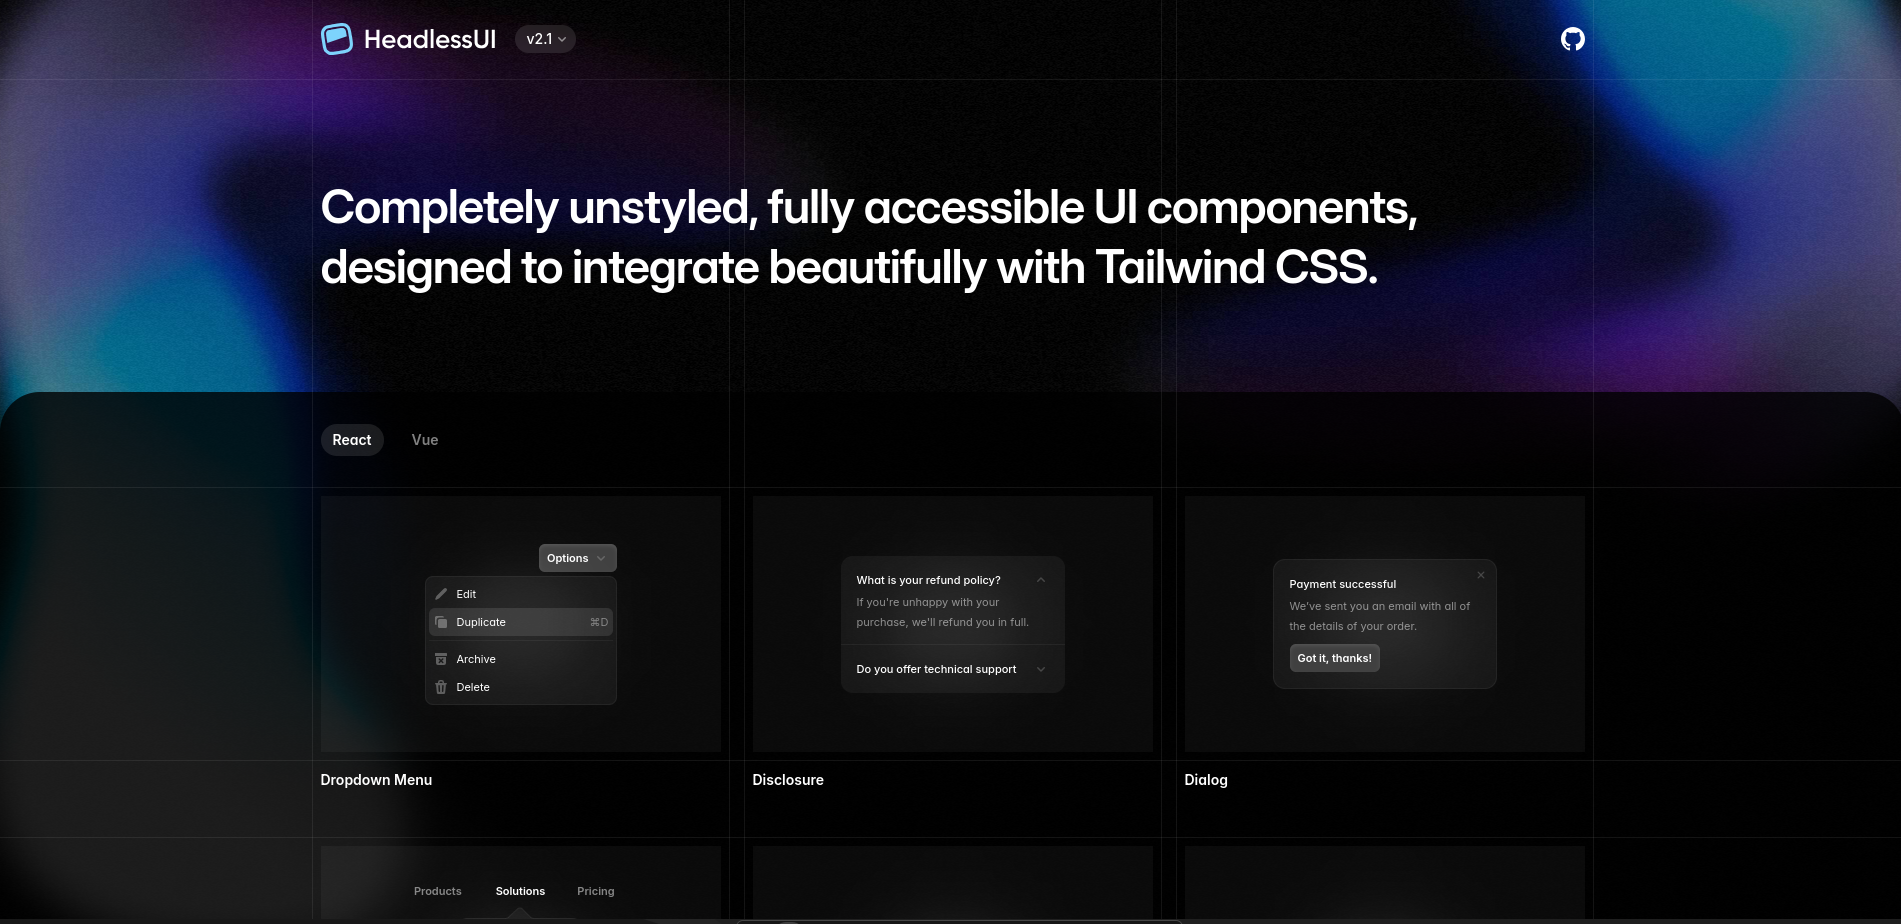 HeadlessUI
v2.1
Completely unstyled, fully accessible UI components,
designed to integrate beautifully with Tailwind CSS.
React
Vue
Options
Edit
Duplicate ⌘D
Archive
Delete
What is your refund policy?
If you're unhappy with your
purchase, we'll refund you in full.
Do you offer technical support
Payment successful
We've sent you an email with all of
the details of your order.
Got it, thanks!
Dropdown Menu
Disclosure
Dialog
Products
Solutions
Pricing